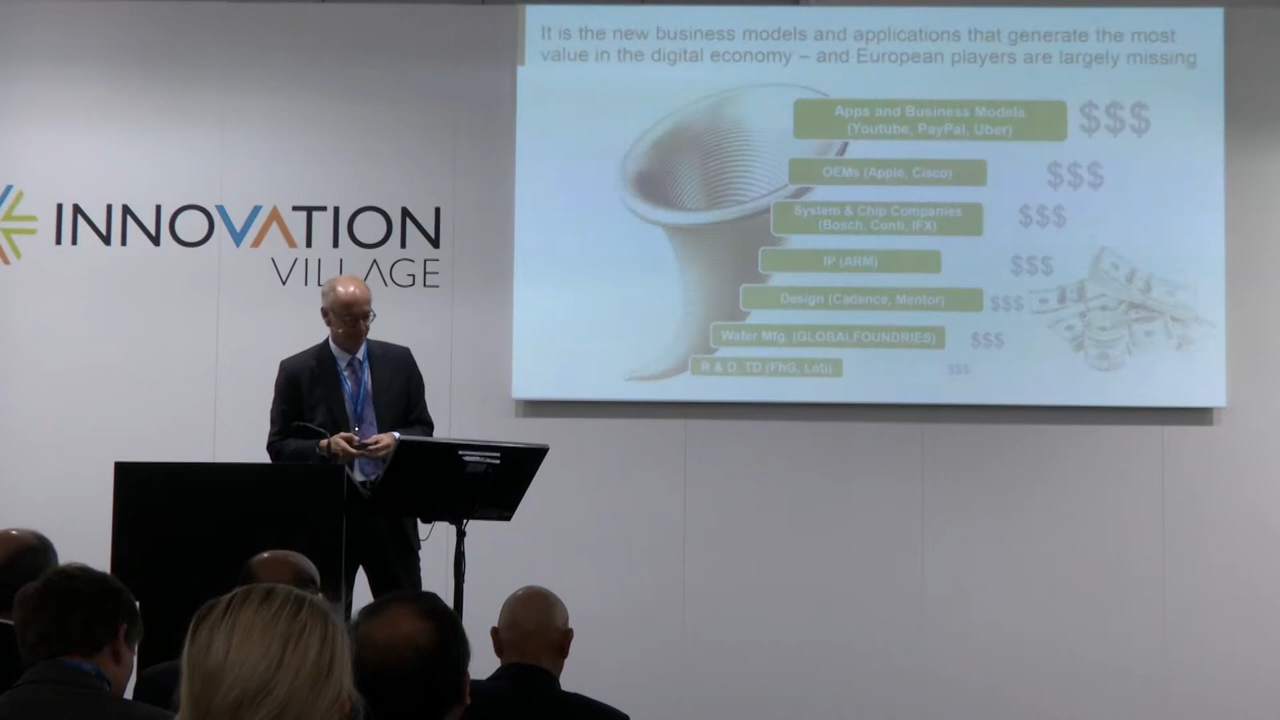 It is the new business models and applications that generate the most
value in the digital economy – and European players are largely missing
Apps and Business Models
(Youtube, PayPal, Uber)
$$$
OEMs (Apple, Cisco)
$$$
System & Chip Companies
(Bosch, Conti, IFX)
$$$
IP (ARM)
$$$
Design (Cadence, Mentor)
$$$
Wafer Mfg. (GLOBALFOUNDRIES)
$$$
R & D, TD (FhG, Leti)
$$$
INNOVATION
VILLAGE